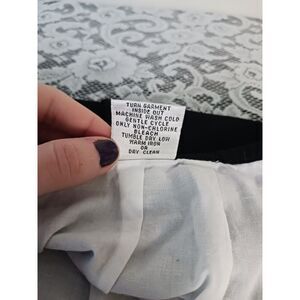 TURN GARMENT
INSIDE OUT
MACHINE WASH COLD
GENTLE CYCLE
ONLY NON-CHLORINE
BLEACH
TUMBLE DRY LOW
WARM IRON
OR
DRY CLEAN